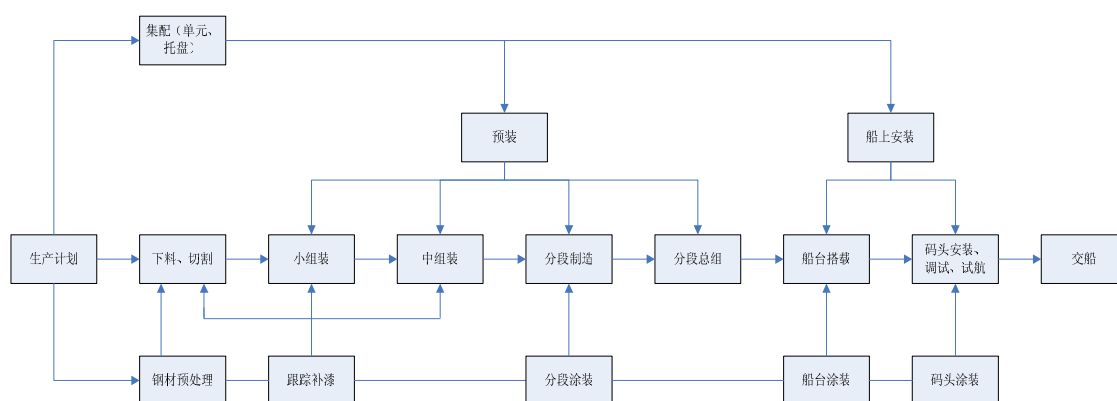 集配（单元、
托盘）
预装
船上安装
生产计划
下料、切割
小组装
中组装
分段制造
分段总组
船台搭载
码头安装、
调试、试航
交船
钢材预处理
跟踪补漆
分段涂装
船台涂装
码头涂装